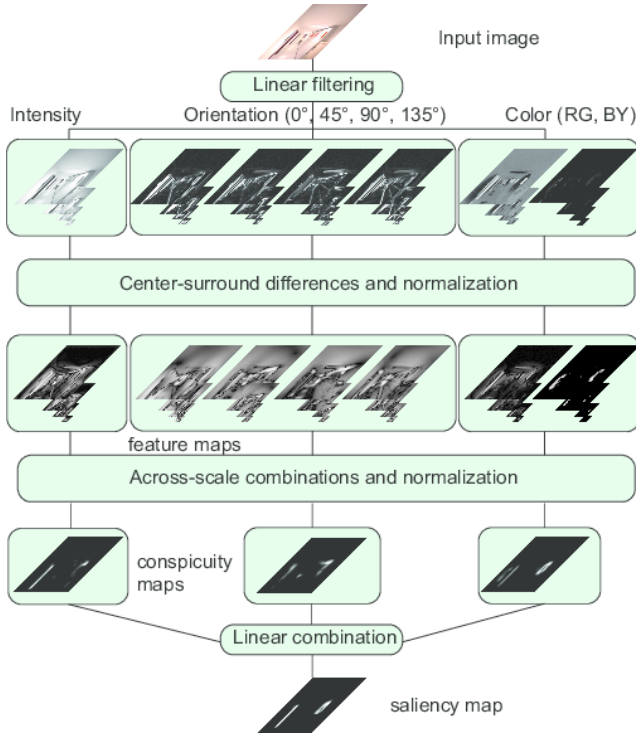 Input image
Linear filtering
Intensity
Orientation (0°, 45°, 90°, 135°)
Color (RG, BY)
Center-surround differences and normalization
feature maps
Across-scale combinations and normalization
conspicuity
maps
Linear combination
saliency map